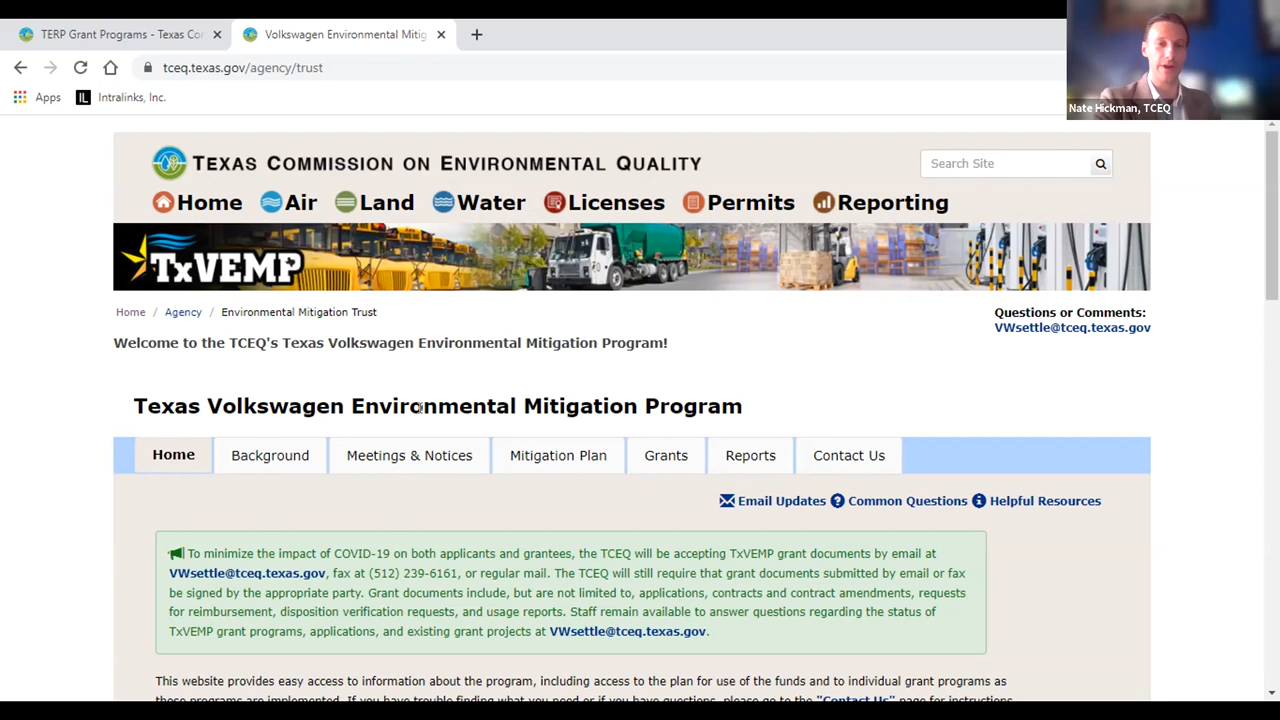 TERP Grant Programs - Texas Co
Volkswagen Environmental Mitig
tceq.texas.gov/agency/trust
Apps
IL Intralinks, Inc.
Nate Hickman, TCEQ
TEXAS COMMISSION ON ENVIRONMENTAL QUALITY
Search Site
Home Air Land Water Licenses Permits Reporting
TxVEMP
Home / Agency / Environmental Mitigation Trust
Questions or Comments:
VWsettle@tceq.texas.gov
Welcome to the TCEQ's Texas Volkswagen Environmental Mitigation Program!
Texas Volkswagen Environmental Mitigation Program
Home Background Meetings & Notices Mitigation Plan Grants Reports Contact Us
Email Updates Common Questions Helpful Resources
To minimize the impact of COVID-19 on both applicants and grantees, the TCEQ will be accepting TxVEMP grant documents by email at
VWsettle@tceq.texas.gov, fax at (512) 239-6161, or regular mail. The TCEQ will still require that grant documents submitted by email or fax
be signed by the appropriate party. Grant documents include, but are not limited to, applications, contracts and contract amendments, requests
for reimbursement, disposition verification requests, and usage reports. Staff remain available to answer questions regarding the status of
TxVEMP grant programs, applications, and existing grant projects at VWsettle@tceq.texas.gov.
This website provides easy access to information about the program, including access to the plan for use of the funds and to individual grant programs as
these programs are implemented. If you have trouble finding what you need or if you have questions, please go to the "Contact Us" page for instructions